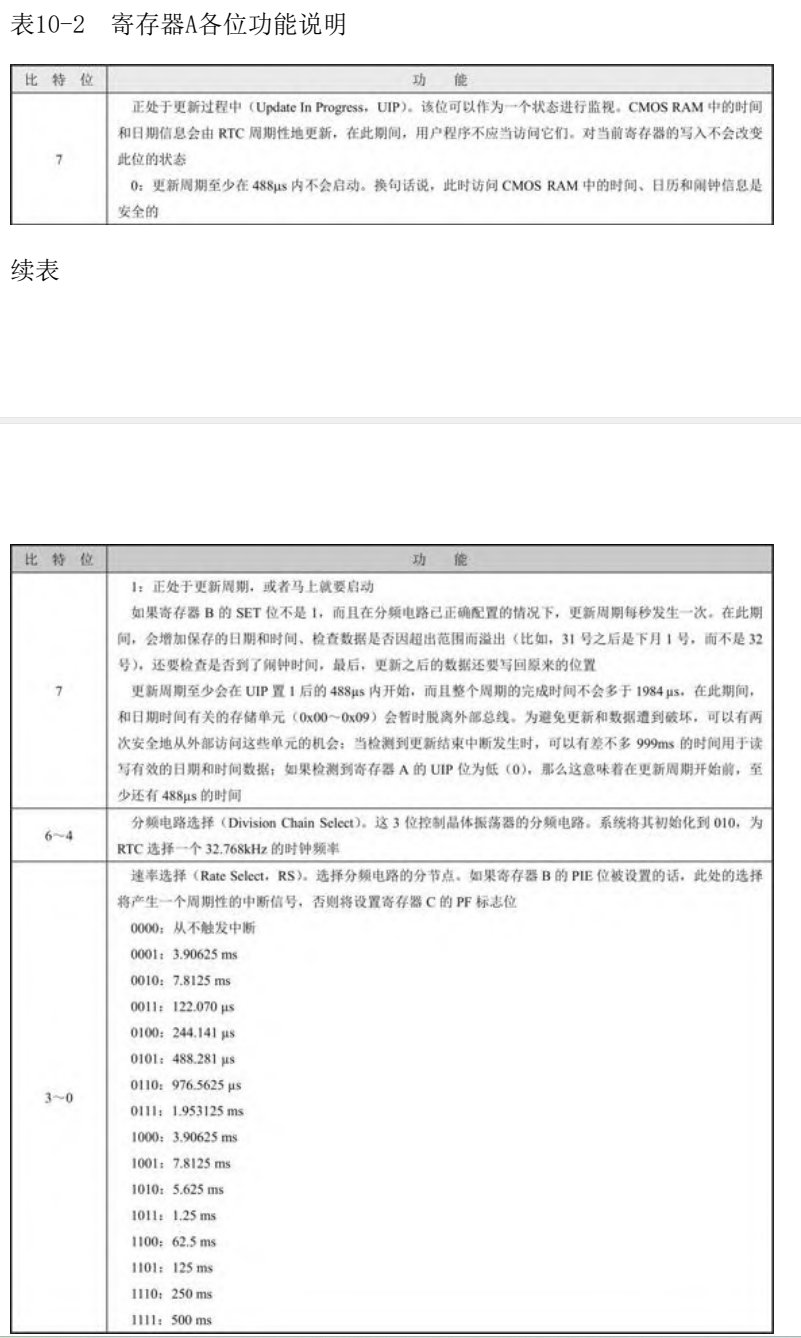 表10-2 寄存器A各位功能说明
比 特 位 功 能
正处于更新过程中（Update In Progress，UIP）。该位可以作为一个状态进行监视。CMOS RAM 中的时间
和日期信息会由 RTC 周期性地更新，在此期间，用户程序不应当访问它们。对当前寄存器的写入不会改变
7
此位的状态
0：更新周期至少在 488μs 内不会启动。换句话说，此时访问 CMOS RAM 中的时间、日历和闹钟信息是
安全的
续表
比 特 位 功 能
1：正处于更新周期，或者马上就要启动
如果寄存器 B 的 SET 位不是 1，而且在分频电路已正确配置的情况下，更新周期每秒发生一次。在此期
间，会增加保存的日期和时间、检查数据是否因超出范围而溢出（比如，31 号之后是下月 1 号，而不是 32
号），还要检查是否到了闹钟时间，最后，更新之后的数据还要写回原来的位置
7
更新周期至少会在 UIP 置 1 后的 488μs 内开始，而且整个周期的完成时间不会多于 1984 μs，在此期间，
和日期时间有关的存储单元（0x00～0x09）会暂时脱离外部总线。为避免更新和数据遭到破坏，可以有两
次安全地从外部访问这些单元的机会：当检测到更新结束中断发生时，可以有差不多 999ms 的时间用于读
写有效的日期和时间数据；如果检测到寄存器 A 的 UIP 位为低（0），那么这意味着在更新周期开始前，至
少还有 488μs 的时间
6～4
分频电路选择（Division Chain Select）。这 3 位控制晶体振荡器的分频电路。系统将其初始化到 010，为
RTC 选择一个 32.768kHz 的时钟频率
3～0
速率选择（Rate Select，RS）。选择分频电路的分节点。如果寄存器 B 的 PIE 位被设置的话，此处的选择
将产生一个周期性的中断信号，否则将设置寄存器 C 的 PF 标志位
0000：从不触发中断
0001：3.90625 ms
0010：7.8125 ms
0011：122.070 μs
0100：244.141 μs
0101：488.281 μs
0110：976.5625 μs
0111：1.953125 ms
1000：3.90625 ms
1001：7.8125 ms
1010：5.625 ms
1011：1.25 ms
1100：62.5 ms
1101：125 ms
1110：250 ms
1111：500 ms